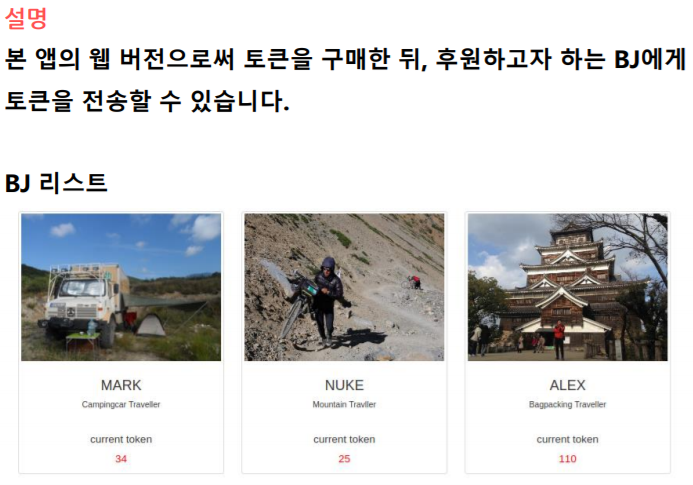 설명
본 앱의 웹 버전으로써 토큰을 구매한 뒤, 후원하고자 하는 BJ에게
토큰을 전송할 수 있습니다.
BJ 리스트
MARK
Campingcar Traveller
current token
34
NUKE
Mountain Travller
current token
25
ALEX
Bagpacking Traveller
current token
110